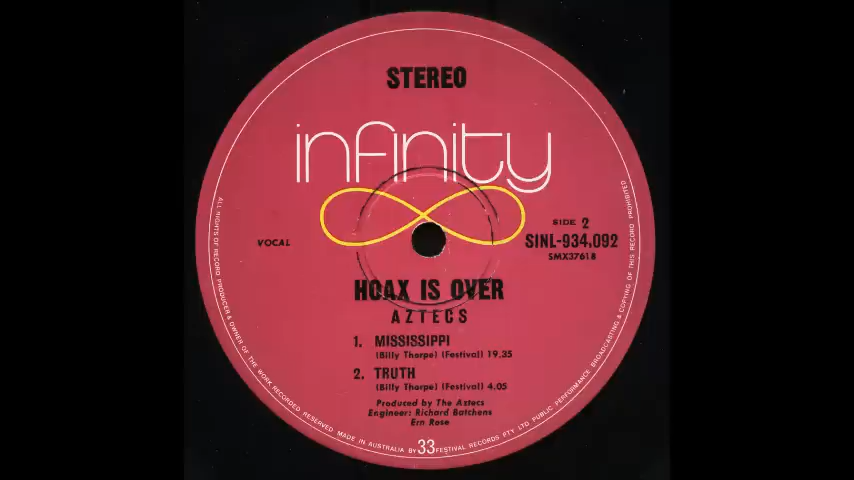 STEREO
infinity
VOCAL
SIDE 2
SINL-934,092
SMX37618
HOAX IS OVER
AZTECS
1. MISSISSIPPI
(Billy Thorpe) (Festival) 19.35
2. TRUTH
(Billy Thorpe) (Festival) 4.05
Produced by The Aztecs
Engineer: Richard Batchens
Ern Rose
33
ALL RIGHTS OF RECORD PRODUCER & OWNER OF THE WORK RECORDED RESERVED MADE IN AUSTRALIA BY FESTIVAL RECORDS PTY LTD PUBLIC PERFORMANCE BROADCASTING & COPYING OF THIS RECORD PROHIBITED